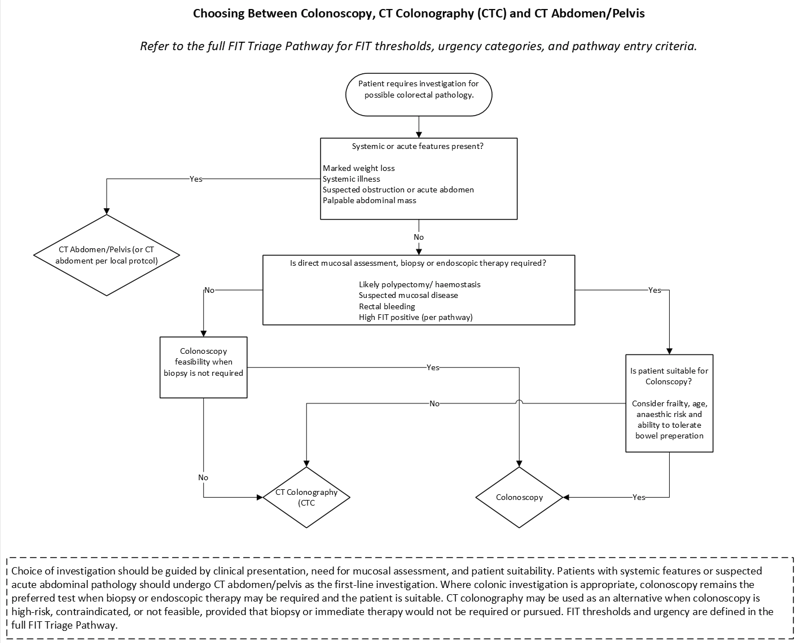 Choosing Between Colonoscopy, CT Colonography (CTC) and CT Abdomen/Pelvis
Refer to the full FIT Triage Pathway for FIT thresholds, urgency categories, and pathway entry criteria.
Patient requires investigation for
possible colorectal pathology.
Systemic or acute features present?
Marked weight loss
Systemic illness
Suspected obstruction or acute abdomen
Palpable abdominal mass
Yes
No
CT Abdomen/Pelvis (or CT
abdoment per local protcol)
Is direct mucosal assessment, biopsy or endoscopic therapy required?
Likely polypectomy/ haemostasis
Suspected mucosal disease
Rectal bleeding
High FIT positive (per pathway)
No
Yes
Colonoscopy
feasibility when
biopsy is not required
Yes
Is patient suitable for
Colonscopy?
Consider frailty, age,
anaesthic risk and
ability to tolerate
bowel preperation
No
No
CT Colonography
(CTC
Colonoscopy
Yes
Choice of investigation should be guided by clinical presentation, need for mucosal assessment, and patient suitability. Patients with systemic features or suspected
acute abdominal pathology should undergo CT abdomen/pelvis as the first-line investigation. Where colonic investigation is appropriate, colonoscopy remains the
preferred test when biopsy or endoscopic therapy may be required and the patient is suitable. CT colonography may be used as an alternative when colonoscopy is
high-risk, contraindicated, or not feasible, provided that biopsy or immediate therapy would not be required or pursued. FIT thresholds and urgency are defined in the
full FIT Triage Pathway.